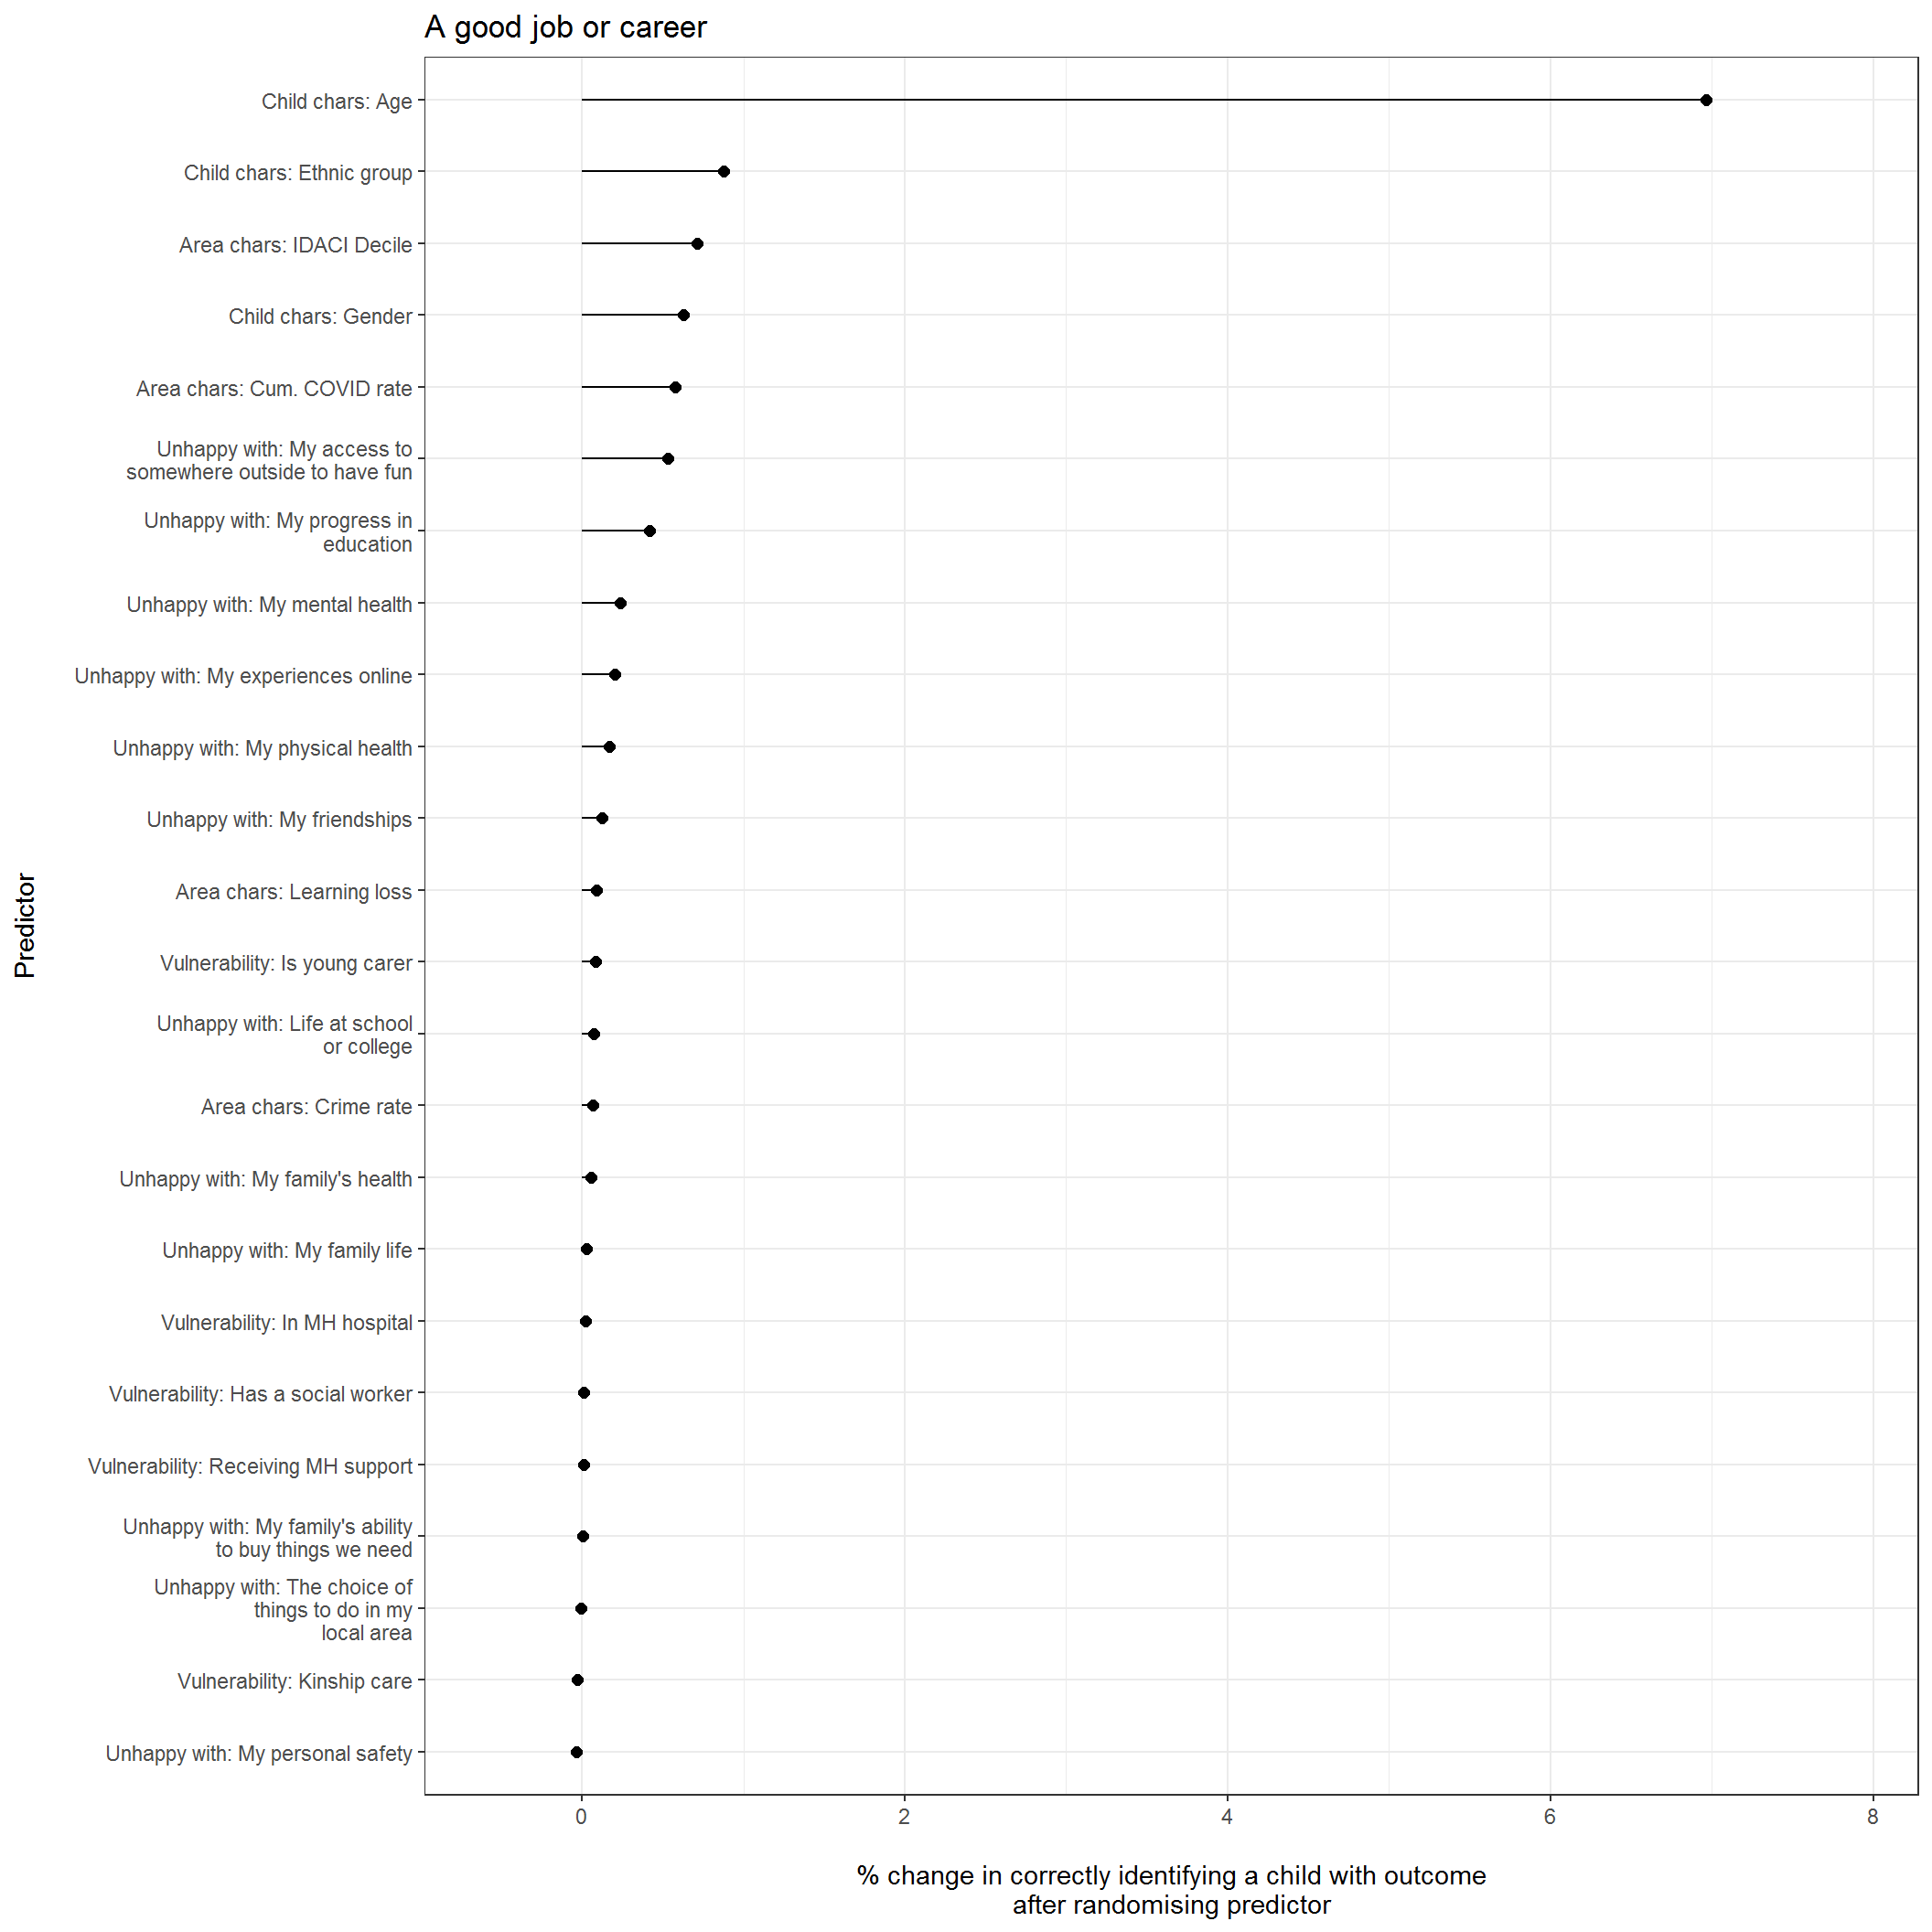 A good job or career
Child chars: Age
Child chars: Ethnic group
Area chars: IDACI Decile
Child chars: Gender
Area chars: Cum. COVID rate
Unhappy with: My access to
somewhere outside to have fun
Unhappy with: My progress in
education
Unhappy with: My mental health
Unhappy with: My experiences online
Unhappy with: My physical health
Unhappy with: My friendships
Area chars: Learning loss
Vulnerability: Is young carer
Unhappy with: Life at school
or college
Area chars: Crime rate
Unhappy with: My family's health
Unhappy with: My family life
Vulnerability: In MH hospital
Vulnerability: Has a social worker
Vulnerability: Receiving MH support
Unhappy with: My family's ability
to buy things we need
Unhappy with: The choice of
things to do in my
local area
Vulnerability: Kinship care
Unhappy with: My personal safety
Predictor
0 2 4 6 8
% change in correctly identifying a child with outcome
after randomising predictor